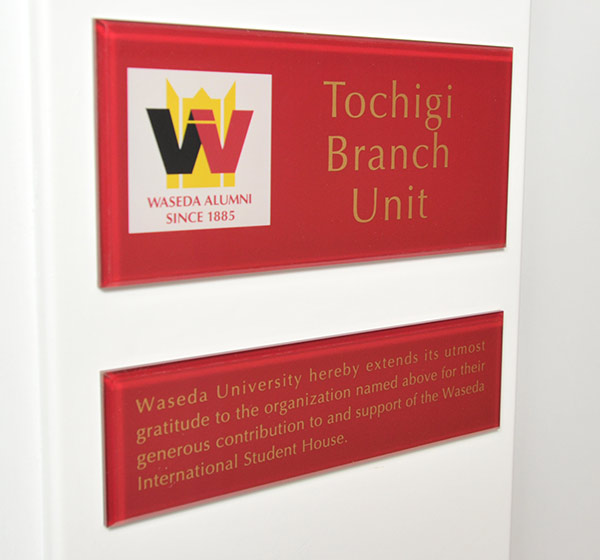 Tochigi
Branch
Unit
W
WASEDA ALUMNI
SINCE 1885
Waseda University hereby extends its utmost
gratitude to the organization named above for their
generous contribution to and support of the Waseda
International Student House.